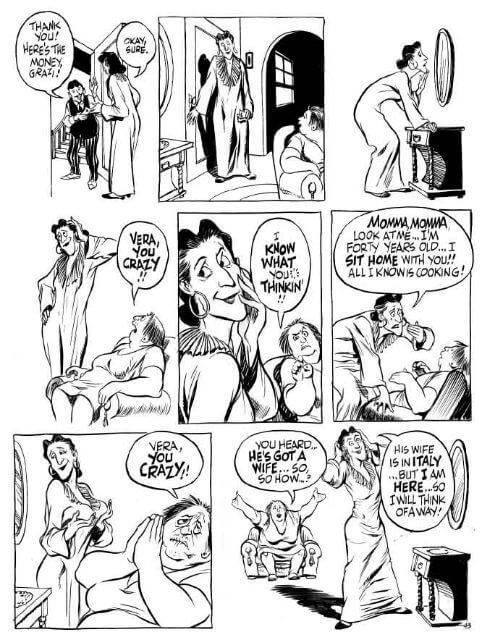 THANK
YOU!
HERE'S THE
MONEY,
GRAZI!
OKAY,
SURE.
VERA,
YOU
CRAZY
!!
I
KNOW
WHAT
YOU
THINKIN'
!!
MOMMA, MOMMA,
LOOK AT ME... I'M
FORTY YEARS OLD... I
SIT HOME WITH YOU!!
ALL I KNOW IS COOKING!
VERA,
YOU
CRAZY!!
YOU HEARD...
HE'S GOT A
WIFE... SO,
SO HOW...?
HIS WIFE
IS IN ITALY
...BUT I AM
HERE...SO
I WILL THINK
OF A WAY!
43